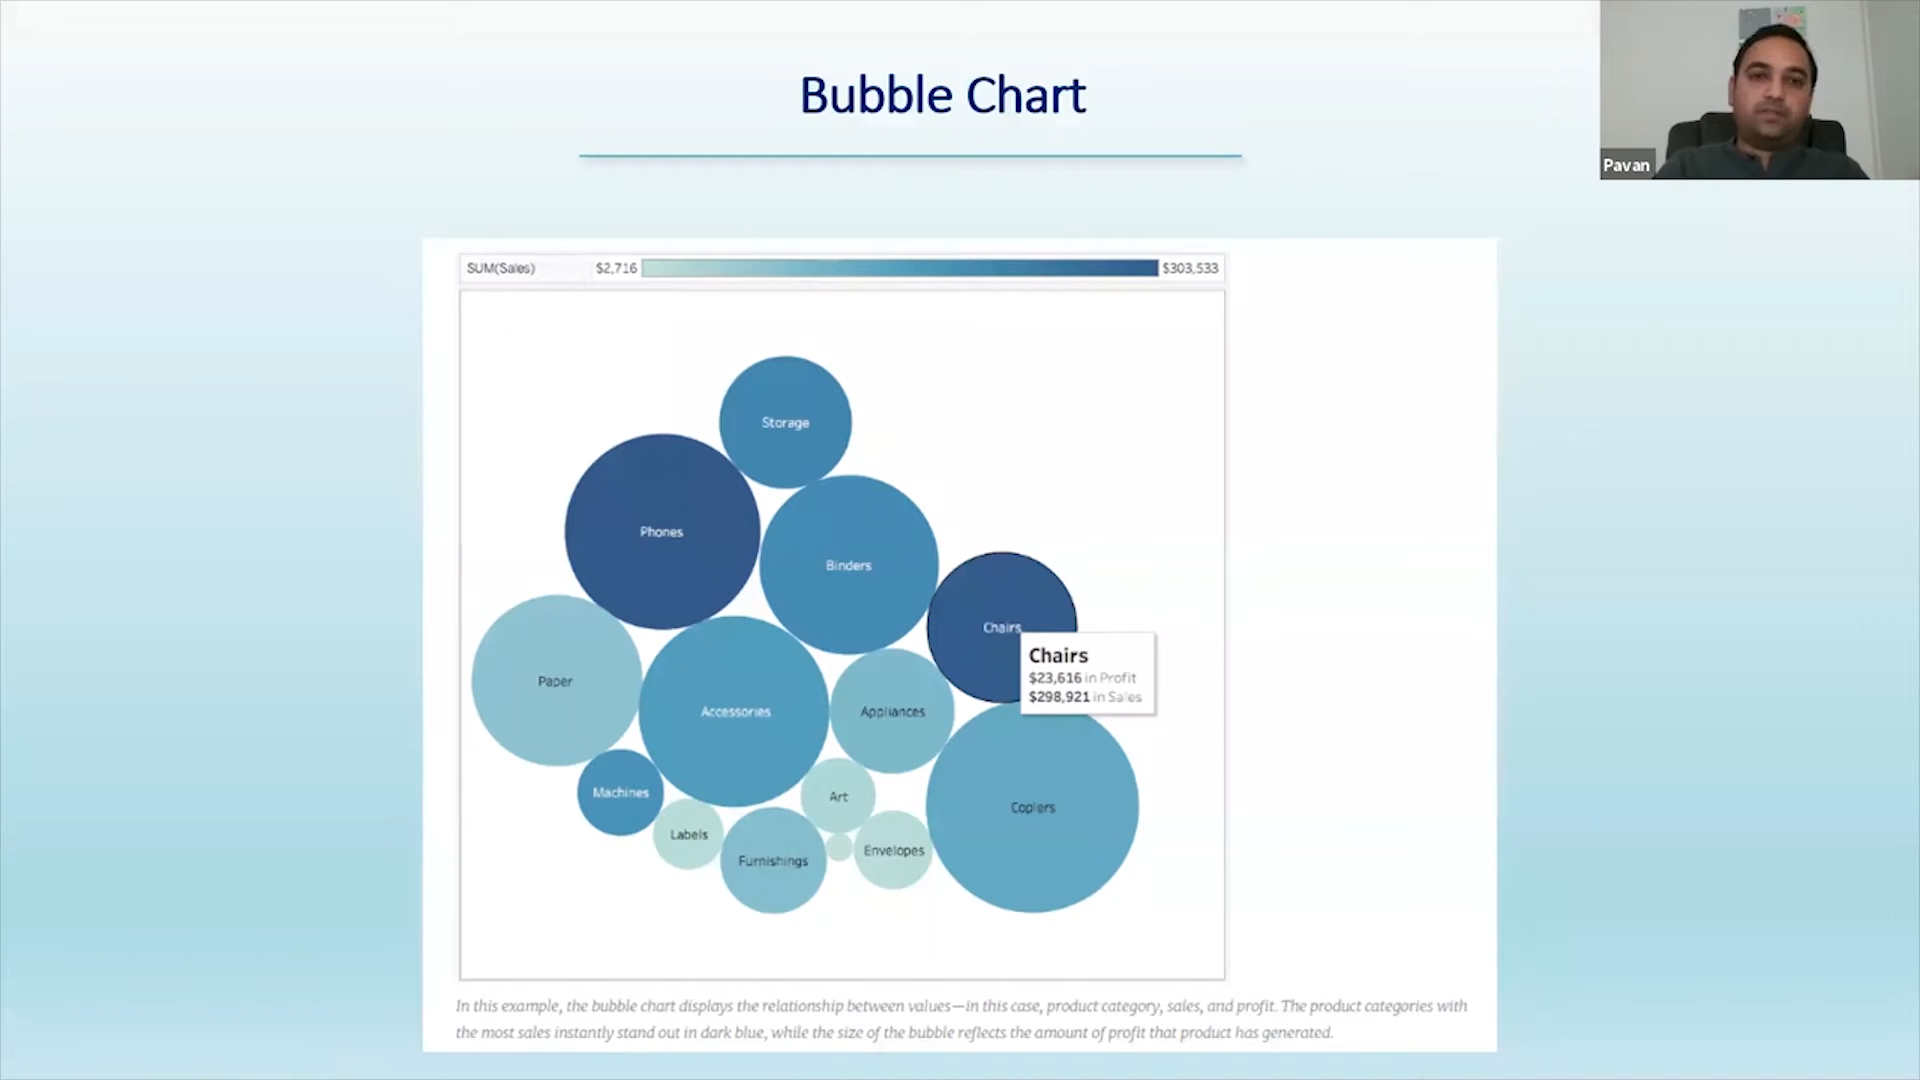 Bubble Chart
Pavan
SUM(Sales) $2,716 $303,533
Storage
Phones
Binders
Chairs
Chairs
$23,616 in Profit
$298,921 in Sales
Paper
Accessories
Appliances
Machines
Art
Copiers
Labels
Furnishings
Envelopes
In this example, the bubble chart displays the relationship between values—in this case, product category, sales, and profit. The product categories with
the most sales instantly stand out in dark blue, while the size of the bubble reflects the amount of profit that product has generated.